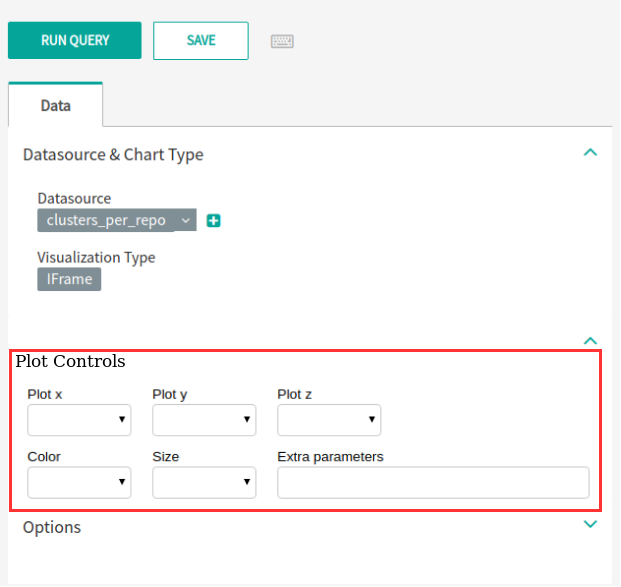 RUN QUERY SAVE
Data
Datasource & Chart Type
Datasource
clusters_per_repo
Visualization Type
IFrame
Plot Controls
Plot x Plot y Plot z
Color Size Extra parameters
Options